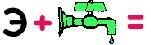 Э + =